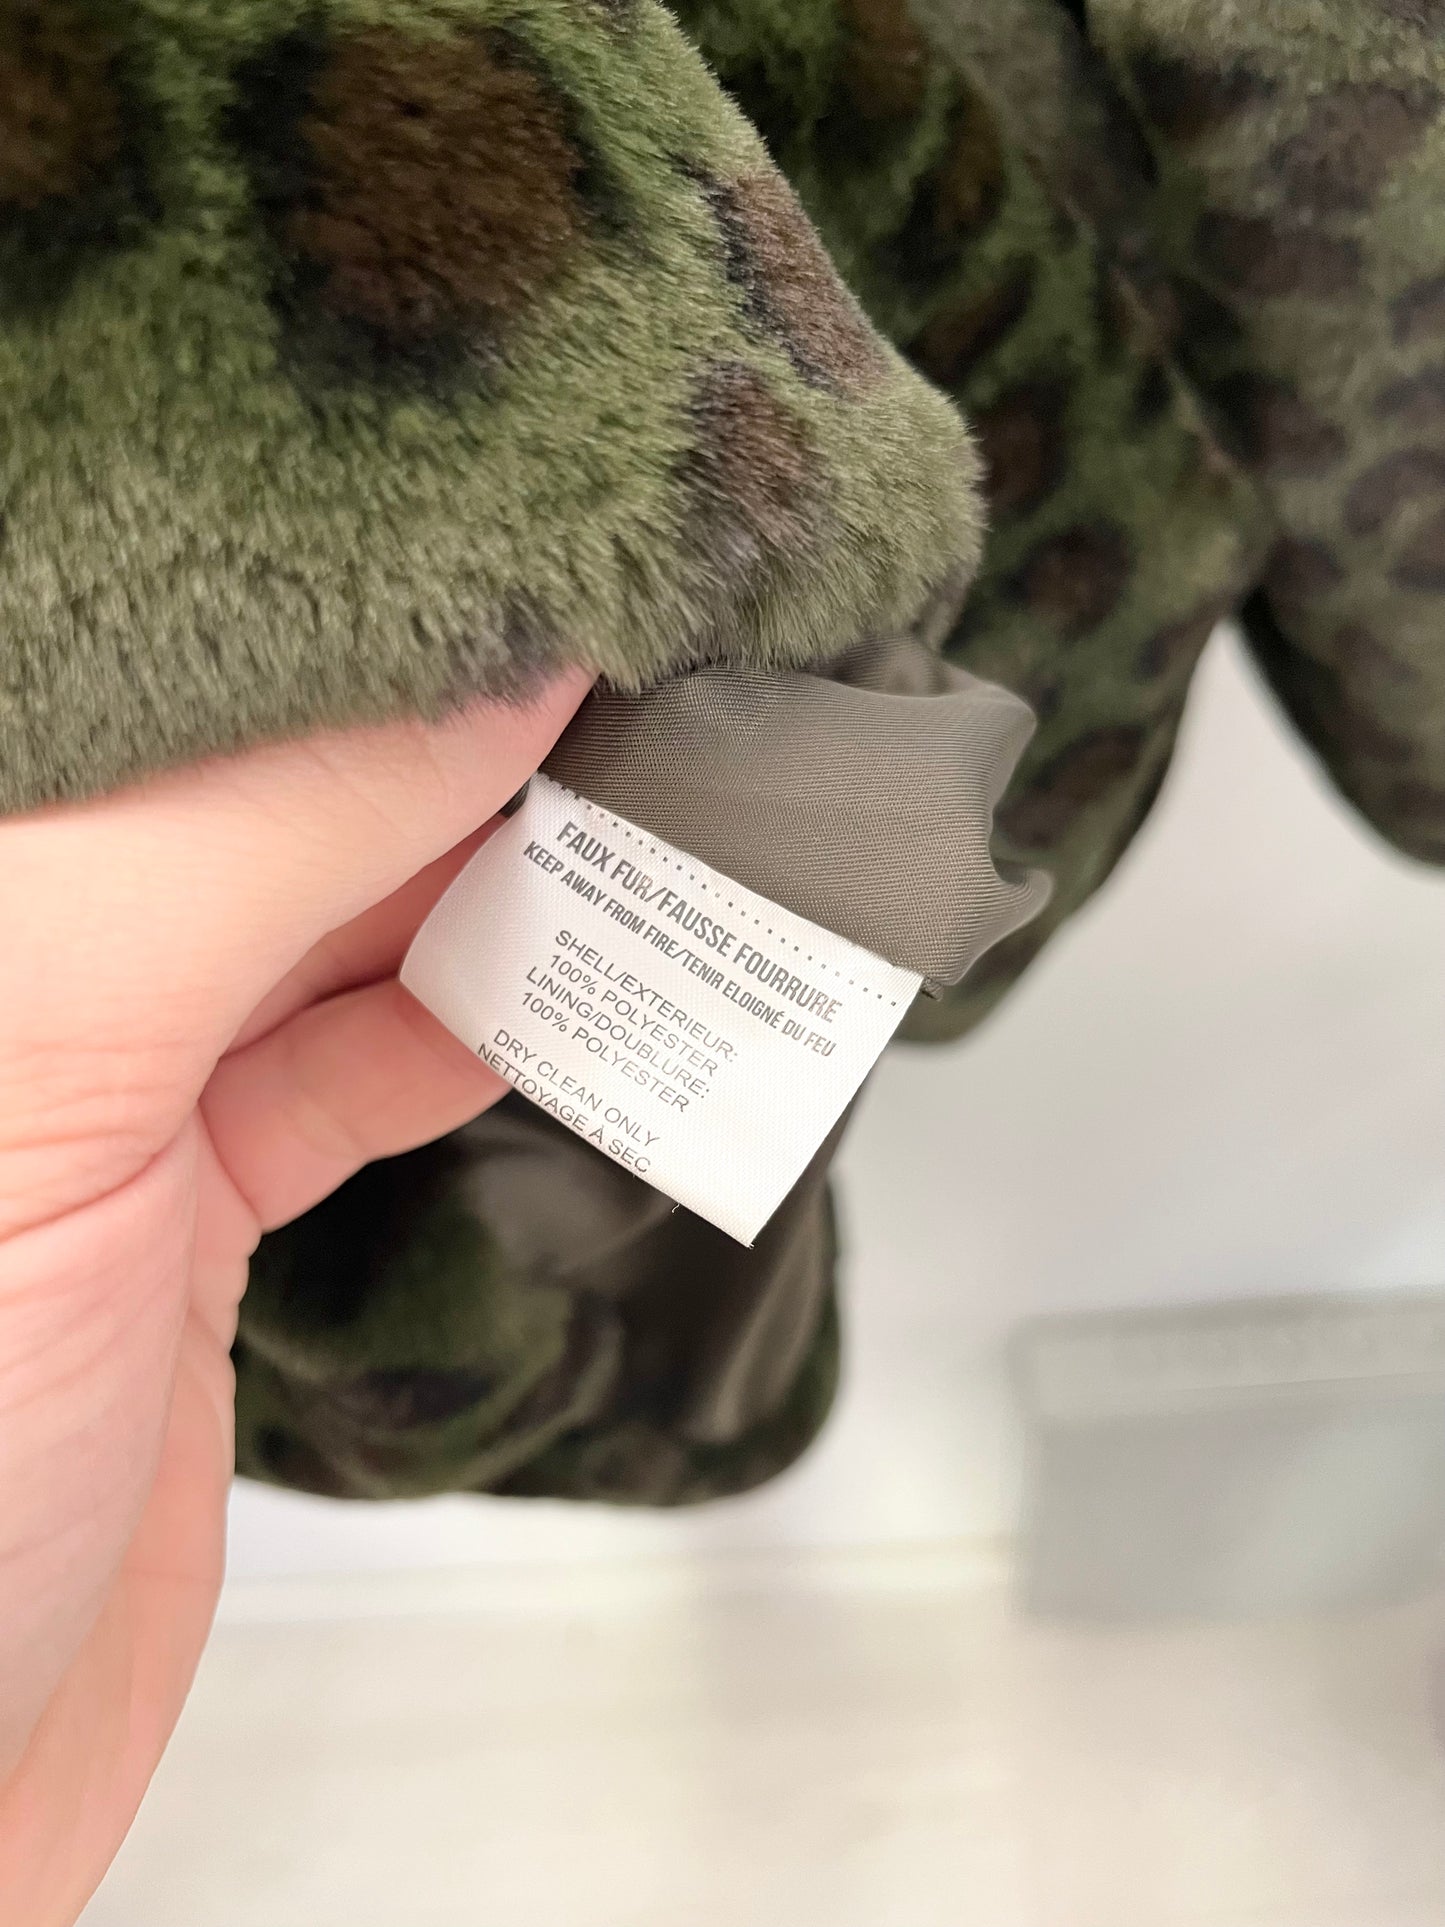 FAUX FUR/FAUSSE FOURRURE
KEEP AWAY FROM FIRE/TENIR ELOIGNÉ DU FEU
SHELL/EXTERIEUR:
100% POLYESTER
LINING/DOUBLURE:
100% POLYESTER
DRY CLEAN ONLY
NETTOYAGE À SEC